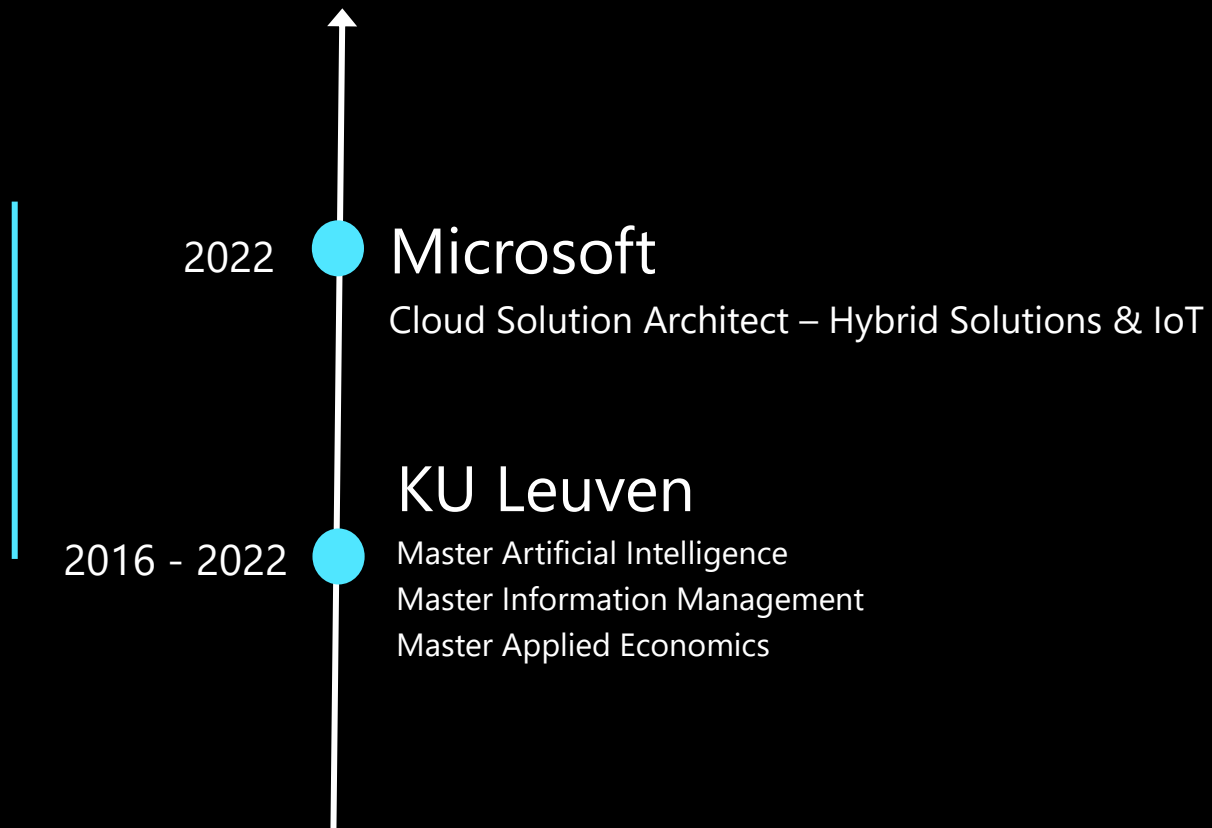 2022
Microsoft
Cloud Solution Architect – Hybrid Solutions & IoT
KU Leuven
2016 - 2022
Master Artificial Intelligence
Master Information Management
Master Applied Economics